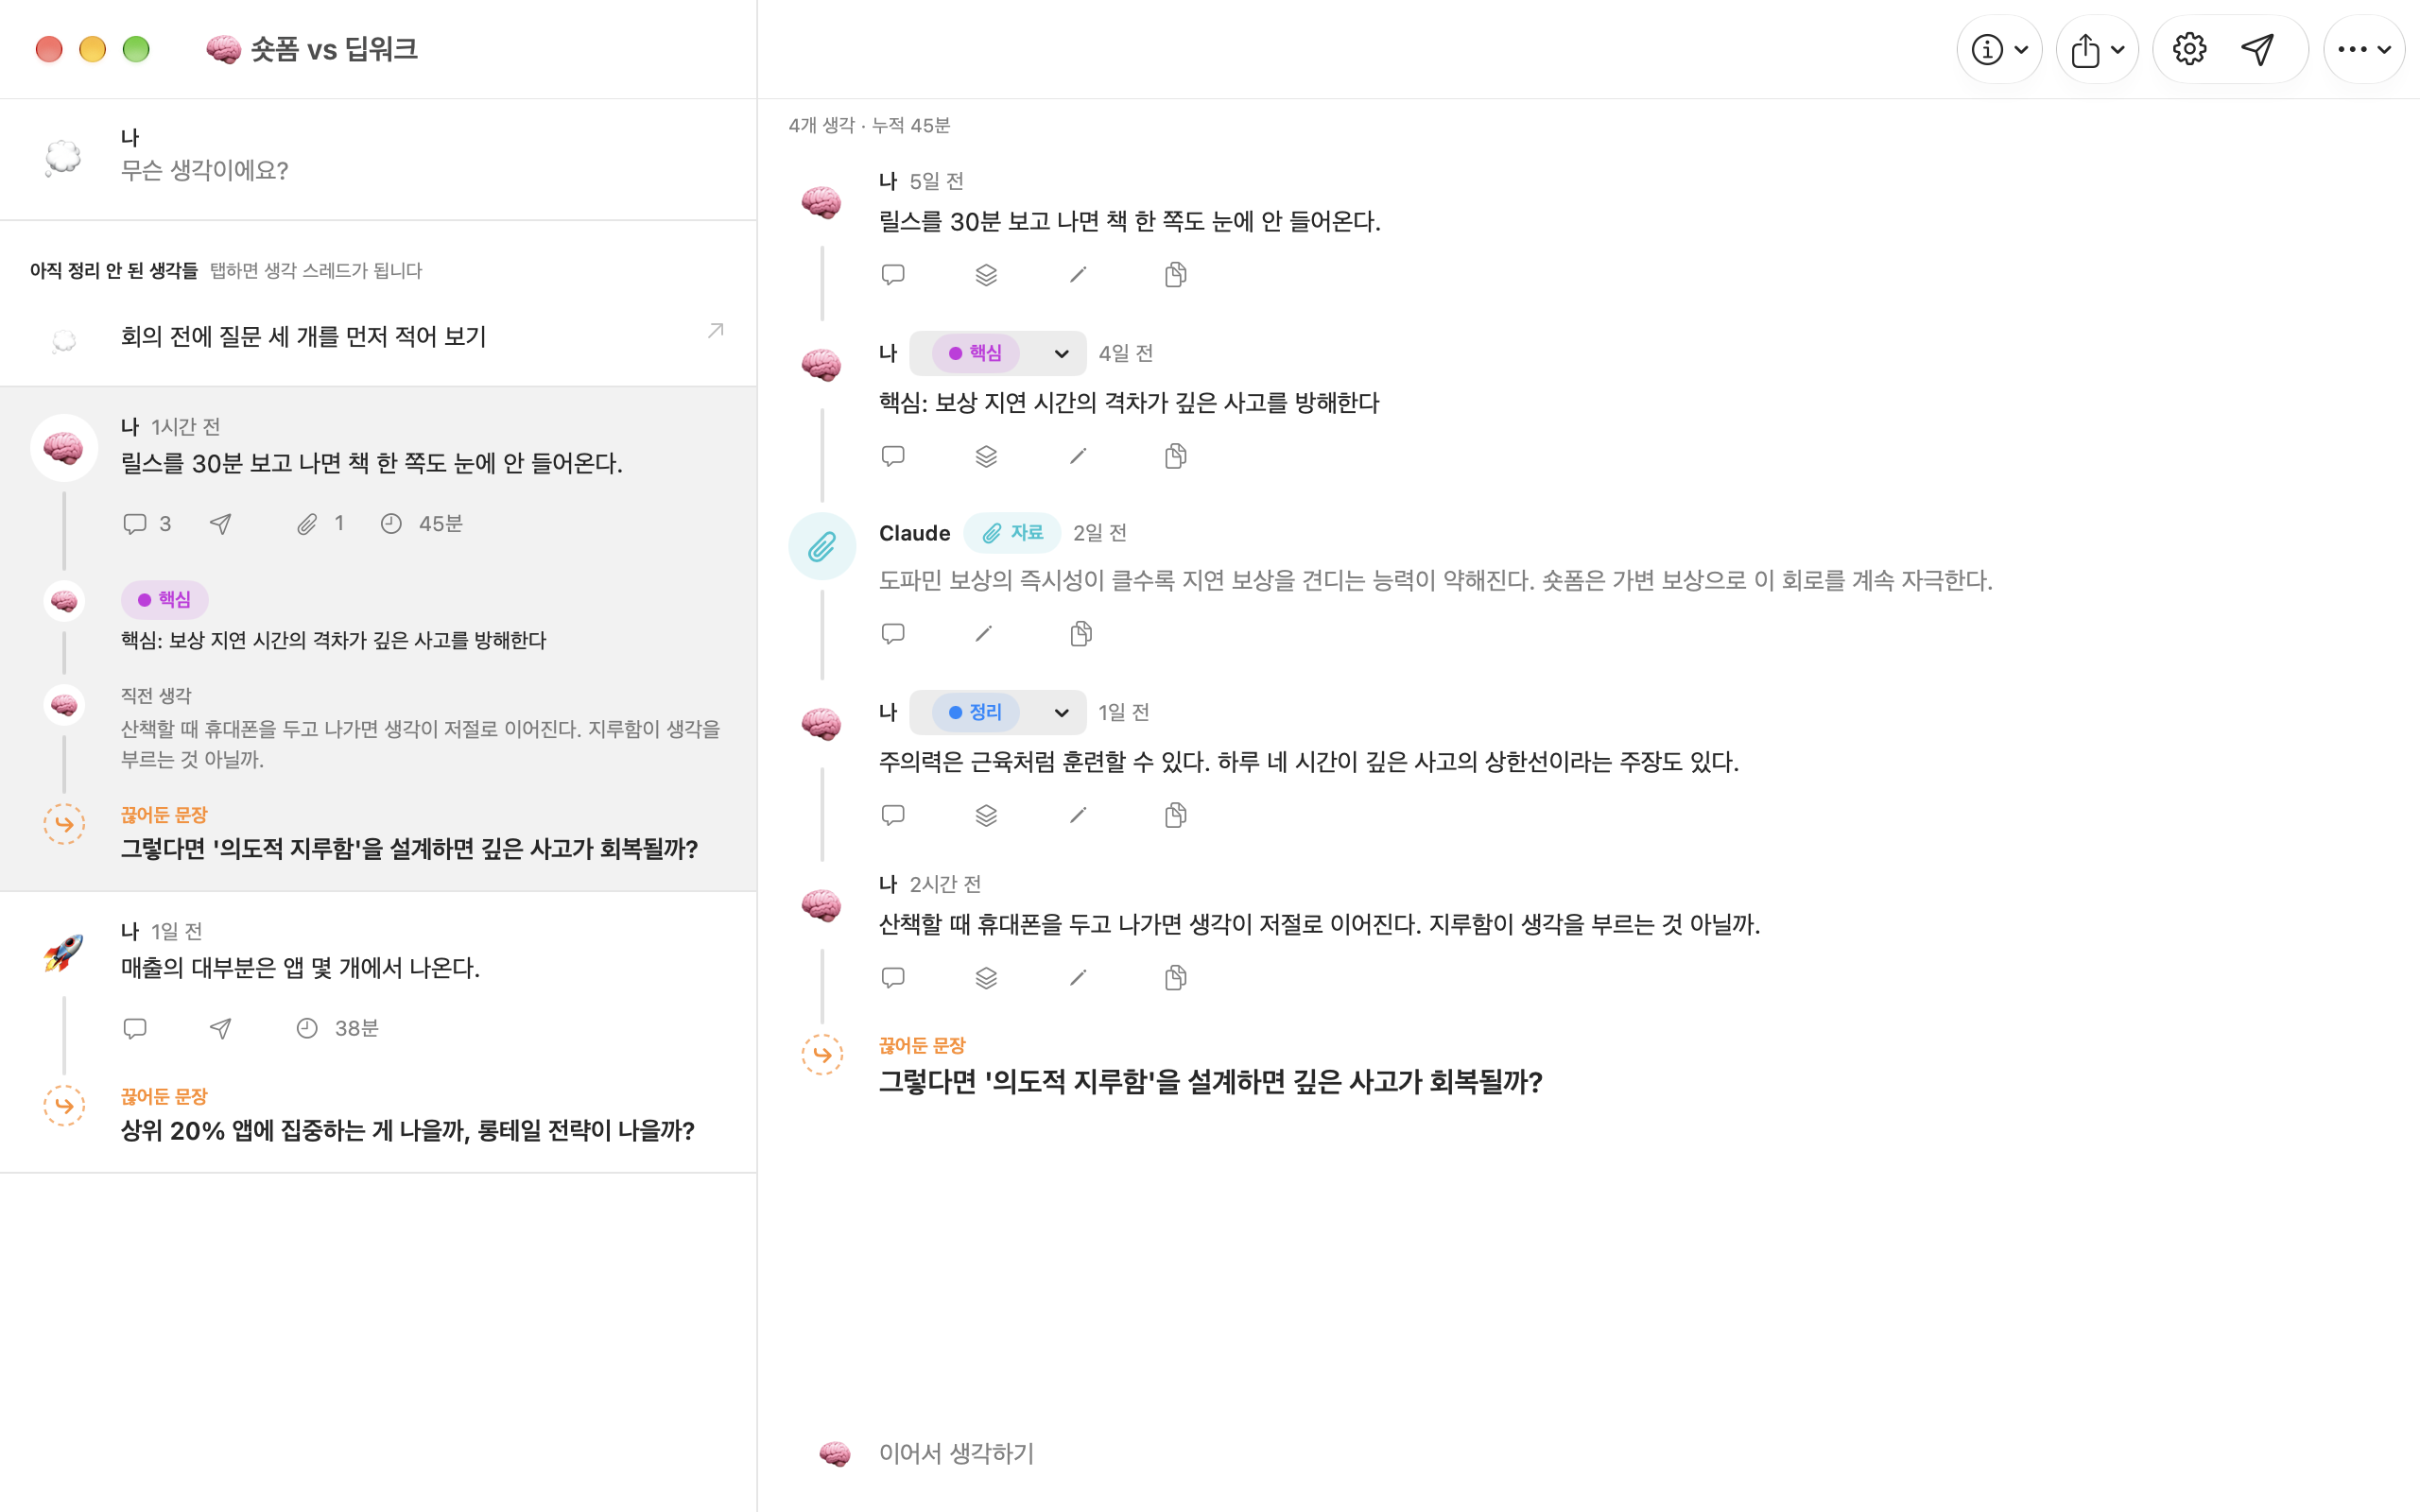 숏폼 vs 딥워크
나
무슨 생각이에요?
아직 정리 안 된 생각들 탭하면 생각 스레드가 됩니다
회의 전에 질문 세 개를 먼저 적어 보기
나 1시간 전
릴스를 30분 보고 나면 책 한 쪽도 눈에 안 들어온다.
3 1 45분
핵심
핵심: 보상 지연 시간의 격차가 깊은 사고를 방해한다
직전 생각
산책할 때 휴대폰을 두고 나가면 생각이 저절로 이어진다. 지루함이 생각을
부르는 것 아닐까.
끊어둔 문장
그렇다면 '의도적 지루함'을 설계하면 깊은 사고가 회복될까?
나 1일 전
매출의 대부분은 앱 몇 개에서 나온다.
38분
끊어둔 문장
상위 20% 앱에 집중하는 게 나을까, 롱테일 전략이 나을까?
4개 생각 · 누적 45분
나 5일 전
릴스를 30분 보고 나면 책 한 쪽도 눈에 안 들어온다.
나 핵심 4일 전
핵심: 보상 지연 시간의 격차가 깊은 사고를 방해한다
Claude 자료 2일 전
도파민 보상의 즉시성이 클수록 지연 보상을 견디는 능력이 약해진다. 숏폼은 가변 보상으로 이 회로를 계속 자극한다.
나 정리 1일 전
주의력은 근육처럼 훈련할 수 있다. 하루 네 시간이 깊은 사고의 상한선이라는 주장도 있다.
나 2시간 전
산책할 때 휴대폰을 두고 나가면 생각이 저절로 이어진다. 지루함이 생각을 부르는 것 아닐까.
끊어둔 문장
그렇다면 '의도적 지루함'을 설계하면 깊은 사고가 회복될까?
이어서 생각하기